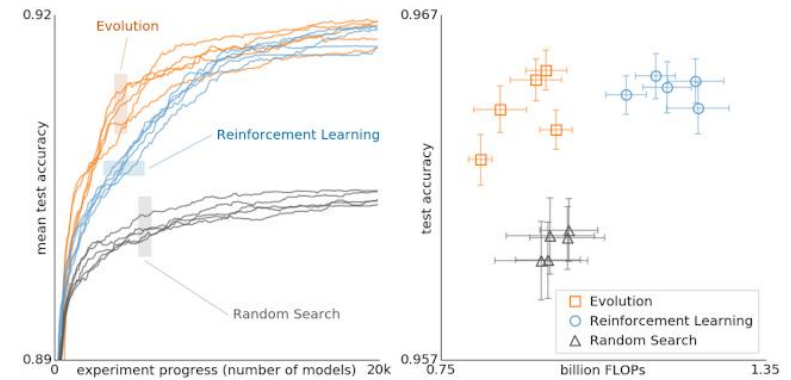 0.92
Evolution
Reinforcement Learning
mean test accuracy
Random Search
0.89
0 experiment progress (number of models) 20k
0.967
test accuracy
Evolution
Reinforcement Learning
Random Search
0.957
0.75 billion FLOPs 1.35